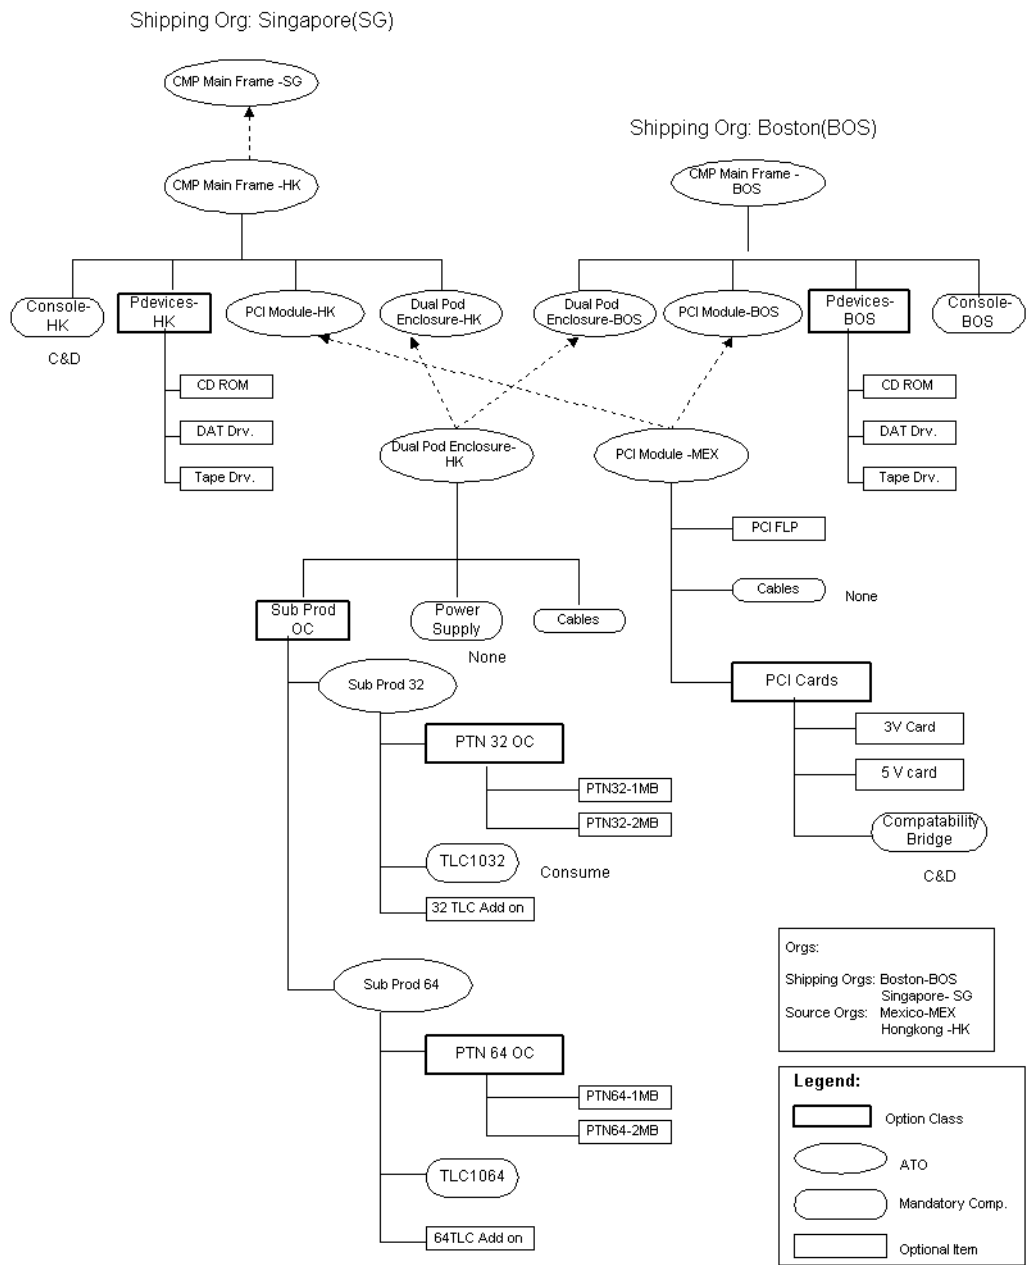 Shipping Org: Singapore(SG)
CMP Main Frame -SG
Shipping Org: Boston(BOS)
CMP Main Frame -HK
CMP Main Frame -
BOS
Console-
HK
Pdevices-
HK
PCI Module-HK
Dual Pod
Enclosure-HK
Dual Pod
Enclosure-BOS
PCI Module-BOS
Pdevices-
BOS
Console-
BOS
C&D
CD ROM
DAT Drv.
Tape Drv.
CD ROM
DAT Drv.
Tape Drv.
Dual Pod Enclosure-
HK
PCI Module -MEX
PCI FLP
Cables
None
Sub Prod
OC
Power
Supply
Cables
None
Sub Prod 32
PCI Cards
PTN 32 OC
3V Card
5 V card
PTN32-1MB
PTN32-2MB
Compatability
Bridge
C&D
TLC1032
Consume
32 TLC Add on
Sub Prod 64
PTN 64 OC
PTN64-1MB
PTN64-2MB
TLC1064
64TLC Add on
Orgs:
Shipping Orgs: Boston-BOS
Singapore- SG
Source Orgs: Mexico-MEX
Hongkong -HK
Legend:
Option Class
ATO
Mandatory Comp.
Optional Item